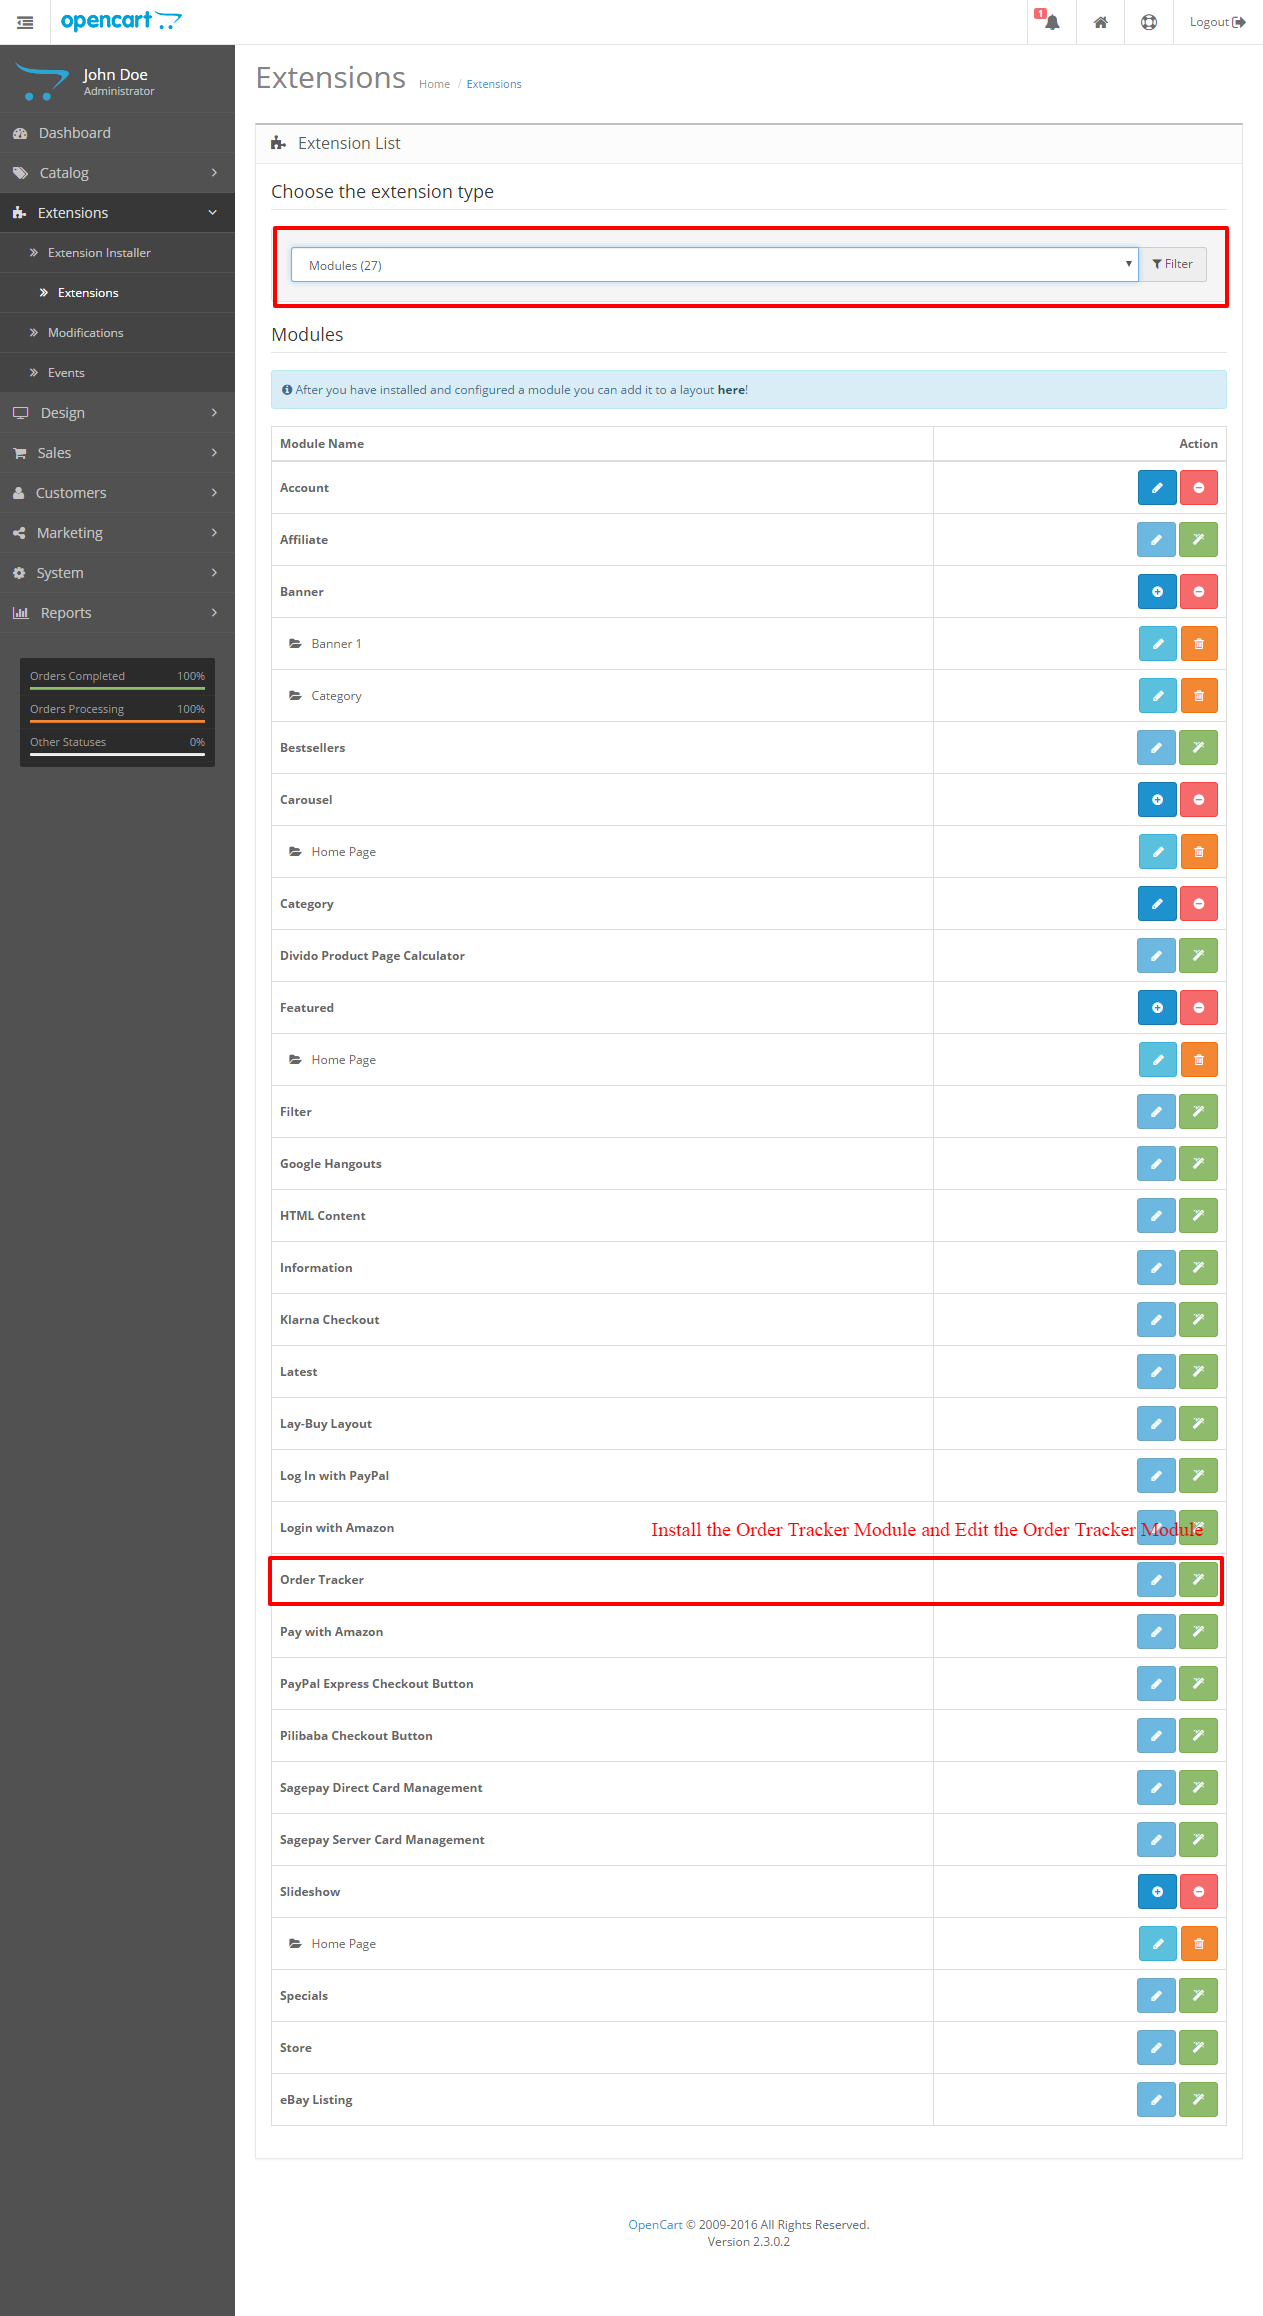 opencart
1
Logout
John Doe
Administrator
Dashboard
Catalog
Extensions
Extension Installer
Extensions
Modifications
Events
Design
Sales
Customers
Marketing
System
Reports
Orders Completed 100%
Orders Processing 100%
Other Statuses 0%
Extensions Home / Extensions
Extension List
Choose the extension type
Modules (27) Filter
Modules
After you have installed and configured a module you can add it to a layout here!
Module Name Action
Account
Affiliate
Banner
Banner 1
Category
Bestsellers
Carousel
Home Page
Category
Divido Product Page Calculator
Featured
Home Page
Filter
Google Hangouts
HTML Content
Information
Klarna Checkout
Latest
Lay-Buy Layout
Log In with PayPal
Login with Amazon
Install the Order Tracker Module and Edit the Order Tracker Module
Order Tracker
Pay with Amazon
PayPal Express Checkout Button
Pilibaba Checkout Button
Sagepay Direct Card Management
Sagepay Server Card Management
Slideshow
Home Page
Specials
Store
eBay Listing
OpenCart © 2009-2016 All Rights Reserved.
Version 2.3.0.2